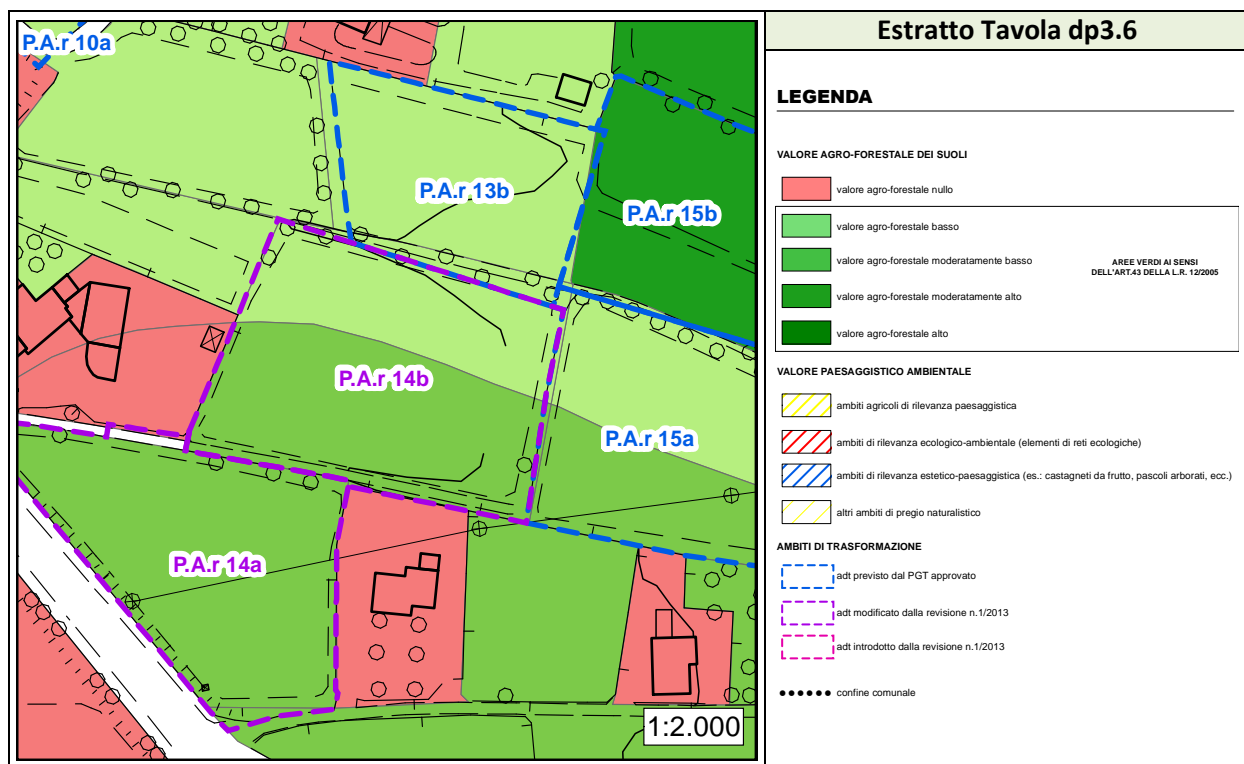 P.A.r 10a
P.A.r 13b
P.A.r 15b
P.A.r 14b
P.A.r 15a
P.A.r 14a
1:2.000
Estratto Tavola dp3.6
LEGENDA
VALORE AGRO-FORESTALE DEI SUOLI
valore agro-forestale nullo
valore agro-forestale basso
valore agro-forestale moderatamente basso
AREE VERDI AI SENSI
DELL'ART.43 DELLA L.R. 12/2005
valore agro-forestale moderatamente alto
valore agro-forestale alto
VALORE PAESAGGISTICO AMBIENTALE
ambiti agricoli di rilevanza paesaggistica
ambiti di rilevanza ecologico-ambientale (elementi di reti ecologiche)
ambiti di rilevanza estetico-paesaggistica (es.: castagneti da frutto, pascoli arborati, ecc.)
altri ambiti di pregio naturalistico
AMBITI DI TRASFORMAZIONE
adt previsto dal PGT approvato
adt modificato dalla revisione n.1/2013
adt introdotto dalla revisione n.1/2013
confine comunale